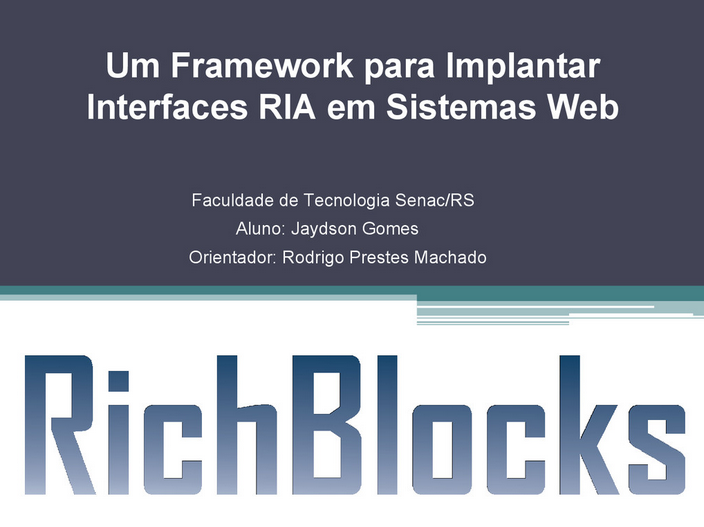 Um Framework para Implantar
Interfaces RIA em Sistemas Web
Faculdade de Tecnologia Senac/RS
Aluno: Jaydson Gomes
Orientador: Rodrigo Prestes Machado
RichBlocks